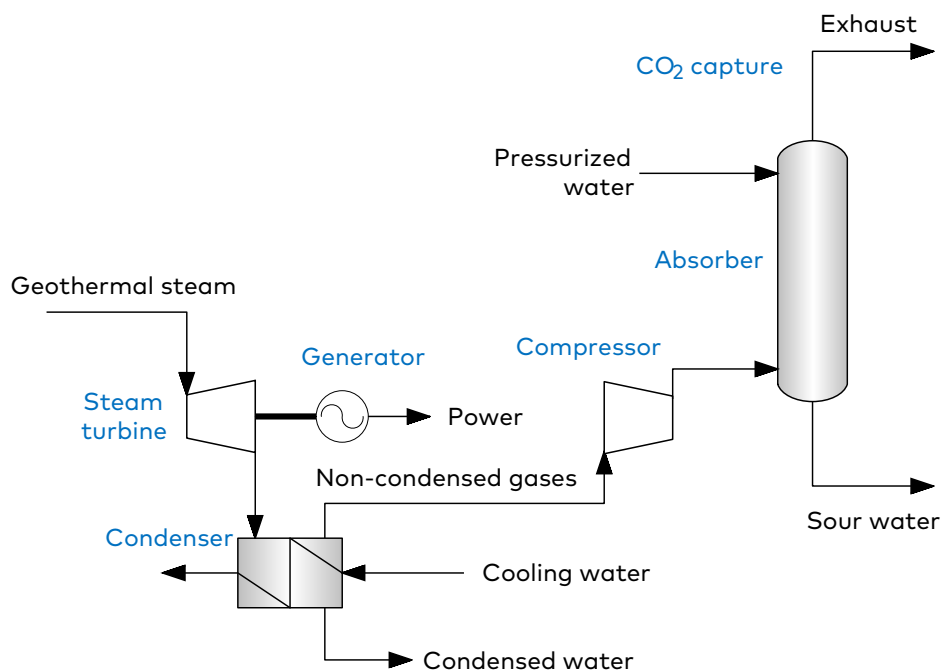 Exhaust
CO2 capture
Pressurized
water
Absorber
Geothermal steam
Compressor
Generator
Steam
turbine
Power
Non-condensed gases
Sour water
Condenser
Cooling water
Condensed water